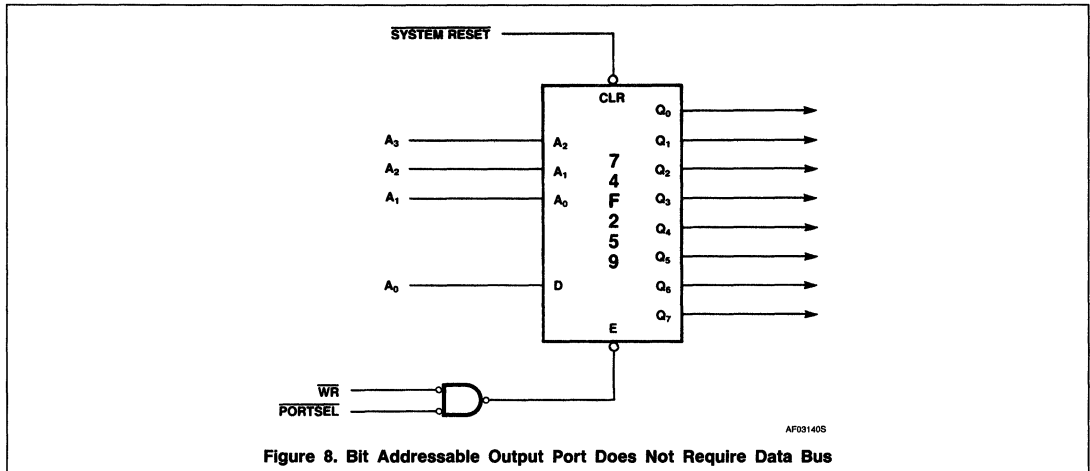 SYSTEM RESET
CLR
A₃
A₂
A₁
A₀
A₂
A₁
A₀
D
7
4
F
2
5
9
Q₀
Q₁
Q₂
Q₃
Q₄
Q₅
Q₆
Q₇
E
WR
PORTSEL
AF03140S
Figure 8. Bit Addressable Output Port Does Not Require Data Bus